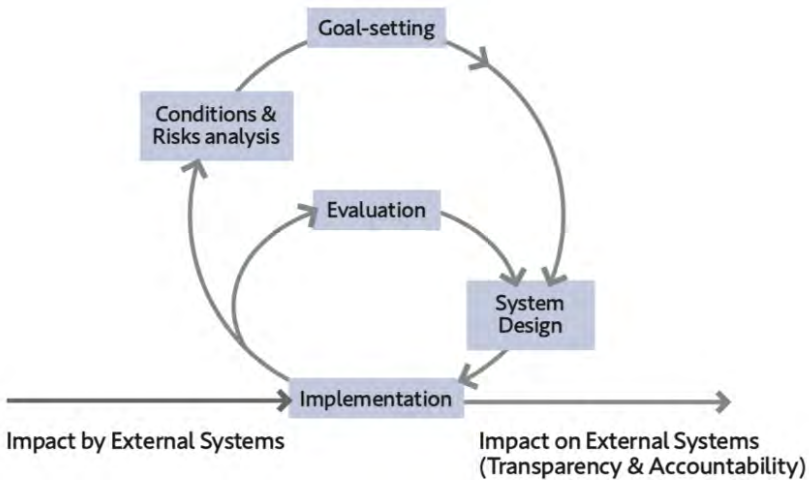 Goal-setting
Conditions &
Risks analysis
Evaluation
System
Design
Implementation
Impact by External Systems
Impact on External Systems
(Transparency & Accountability)